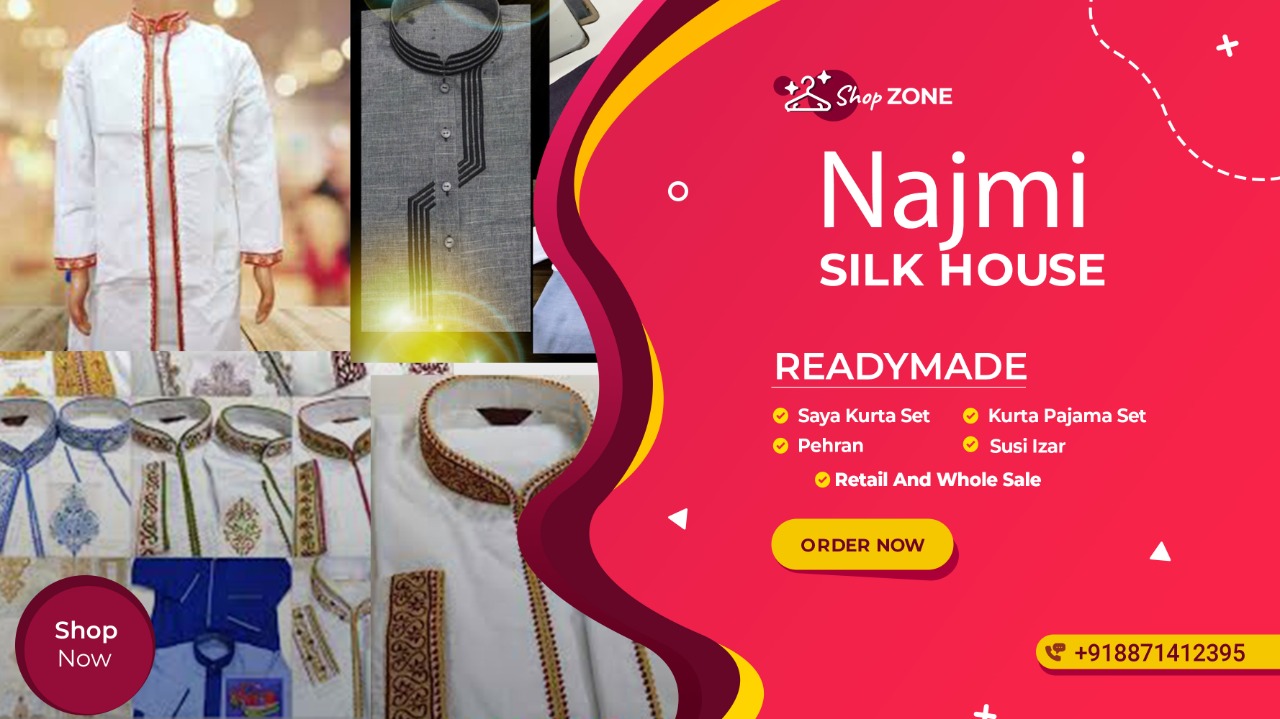 Shop ZONE
Najmi
SILK HOUSE
READYMADE
Saya Kurta Set
Kurta Pajama Set
Pehran
Susi Izar
Retail And Whole Sale
ORDER NOW
Shop
Now
+918871412395